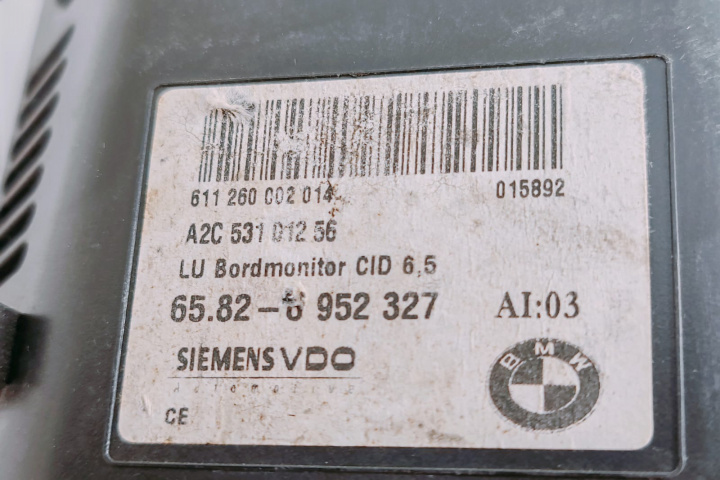 611 260 002 014 015892
A2C 531 012 56
LU Bordmonitor CID 6,5
65.82-6 952 327 AI:03
SIEMENS VDO
automotive
BMW
CE